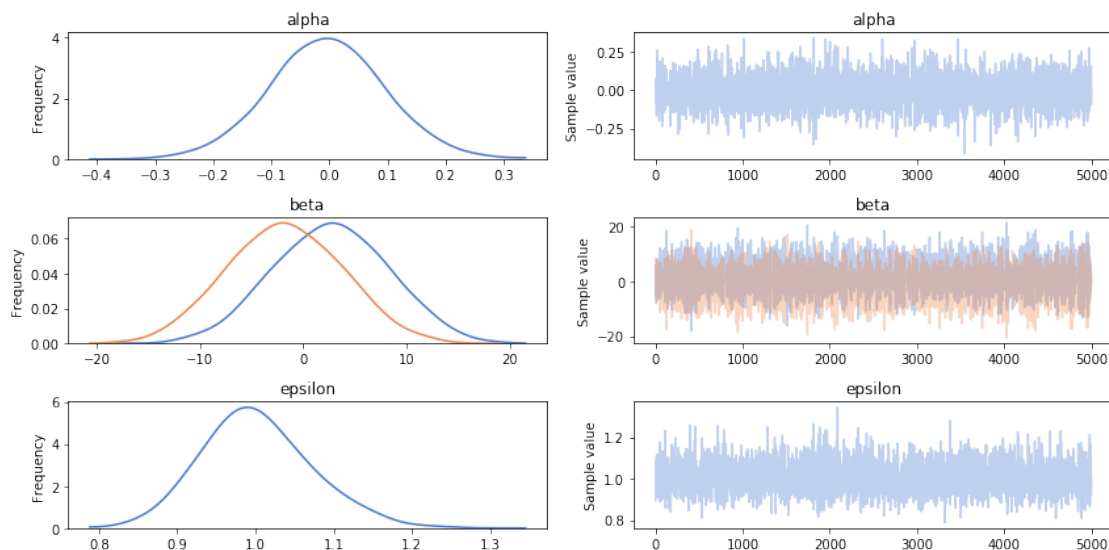 alpha
Frequency
4
2
0
−0.4 −0.3 −0.2 −0.1 0.0 0.1 0.2 0.3
alpha
Sample value
0.25
0.00
−0.25
0 1000 2000 3000 4000 5000
beta
Frequency
0.06
0.04
0.02
0.00
−20 −10 0 10 20
beta
Sample value
20
0
−20
0 1000 2000 3000 4000 5000
epsilon
Frequency
6
4
2
0
0.8 0.9 1.0 1.1 1.2 1.3
epsilon
Sample value
1.2
1.0
0.8
0 1000 2000 3000 4000 5000